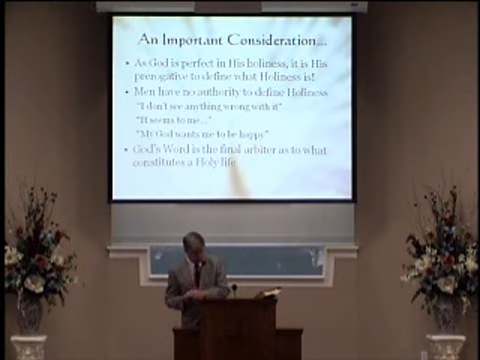 An Important Consideration...
• As God is perfect in His holiness, it is His
prerogative to define what Holiness is!
• Men have no authority to define Holiness
"I don't see anything wrong with it"
"It seems to me..."
"My God wants me to be happy"
• God's Word is the final arbiter as to what
constitutes a Holy life